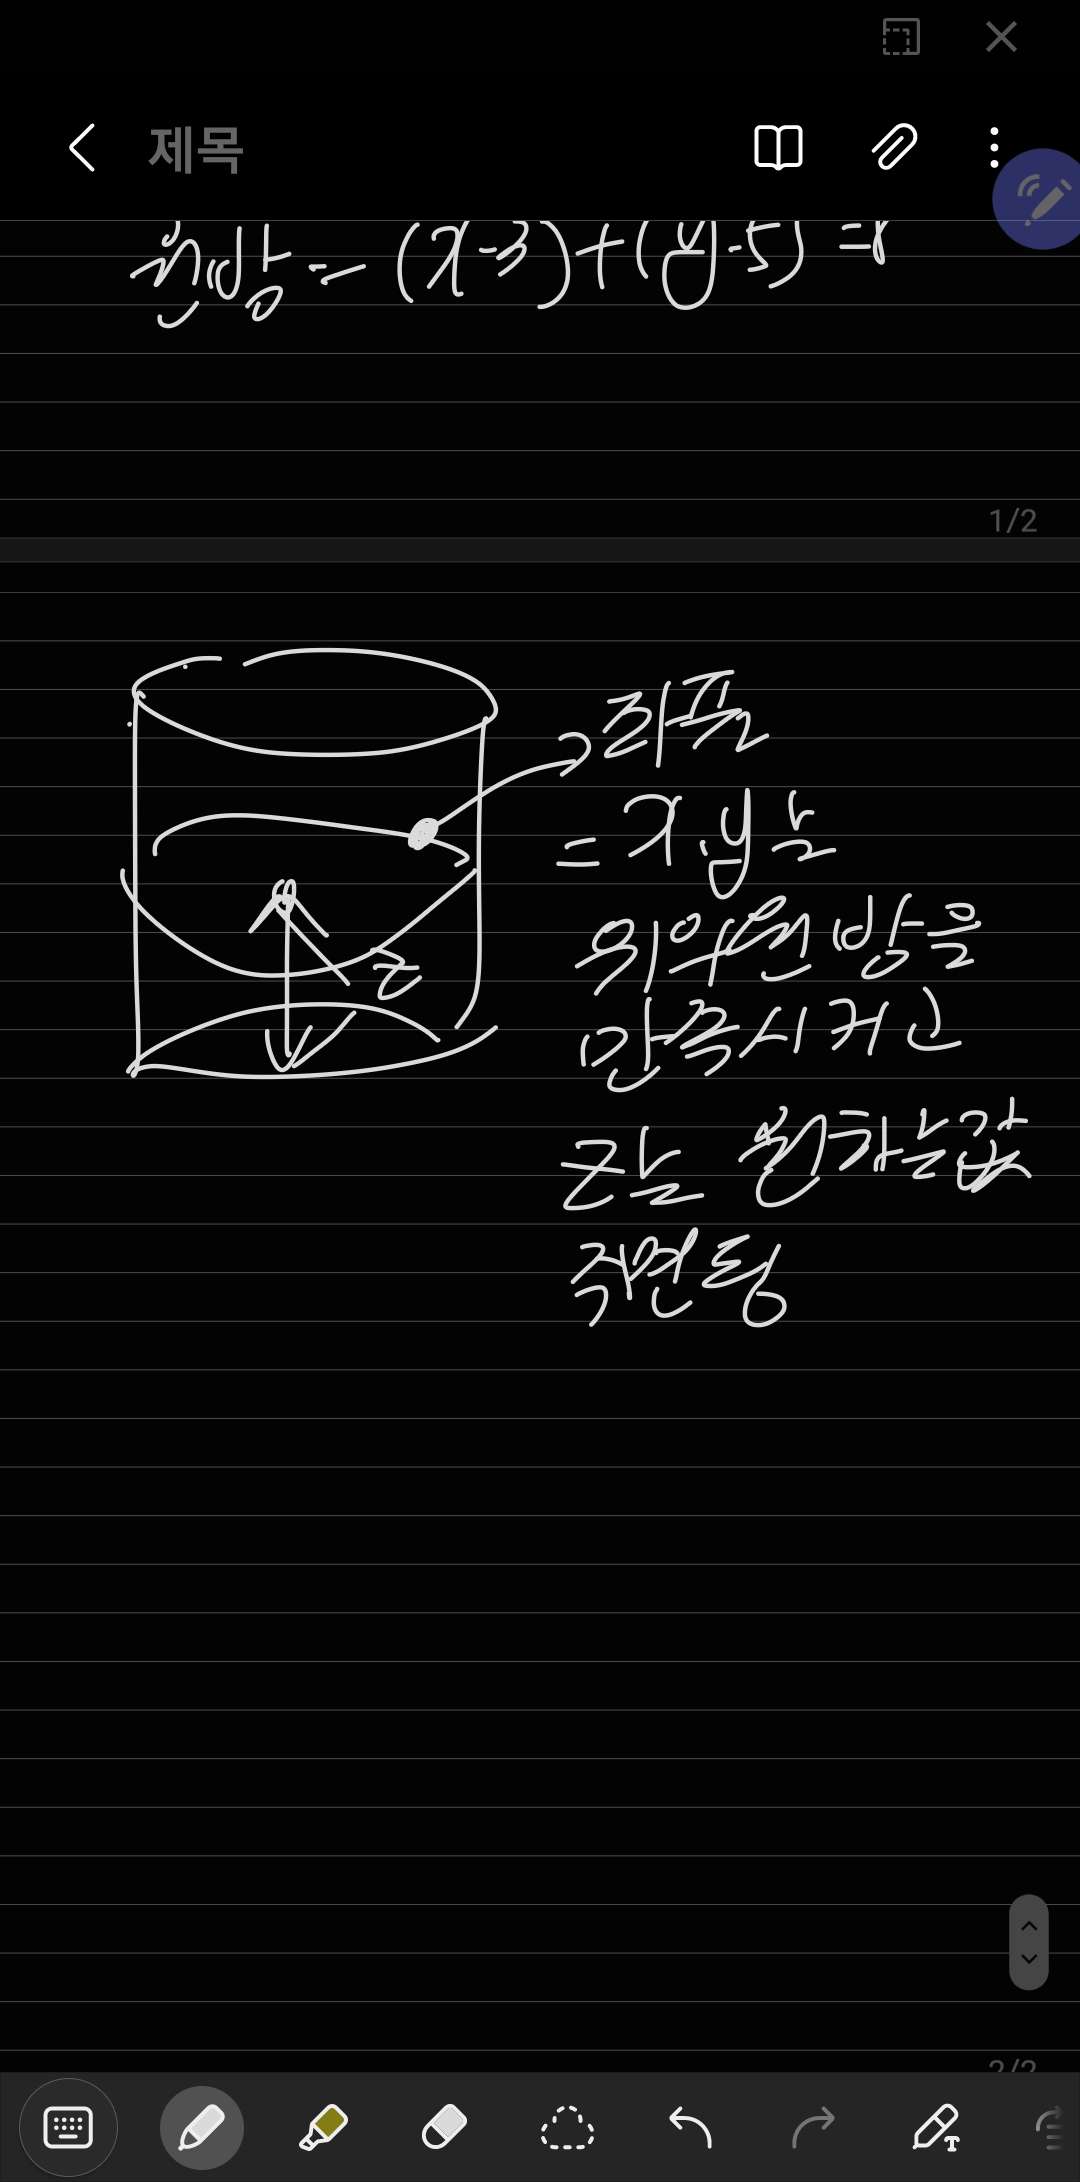 제목
원방 = (x-3)+(y-5)=8
1/2
좌표
= x,y는
위의 원방을
만족시키고
z는 원하는값
주면됨
z
2/2